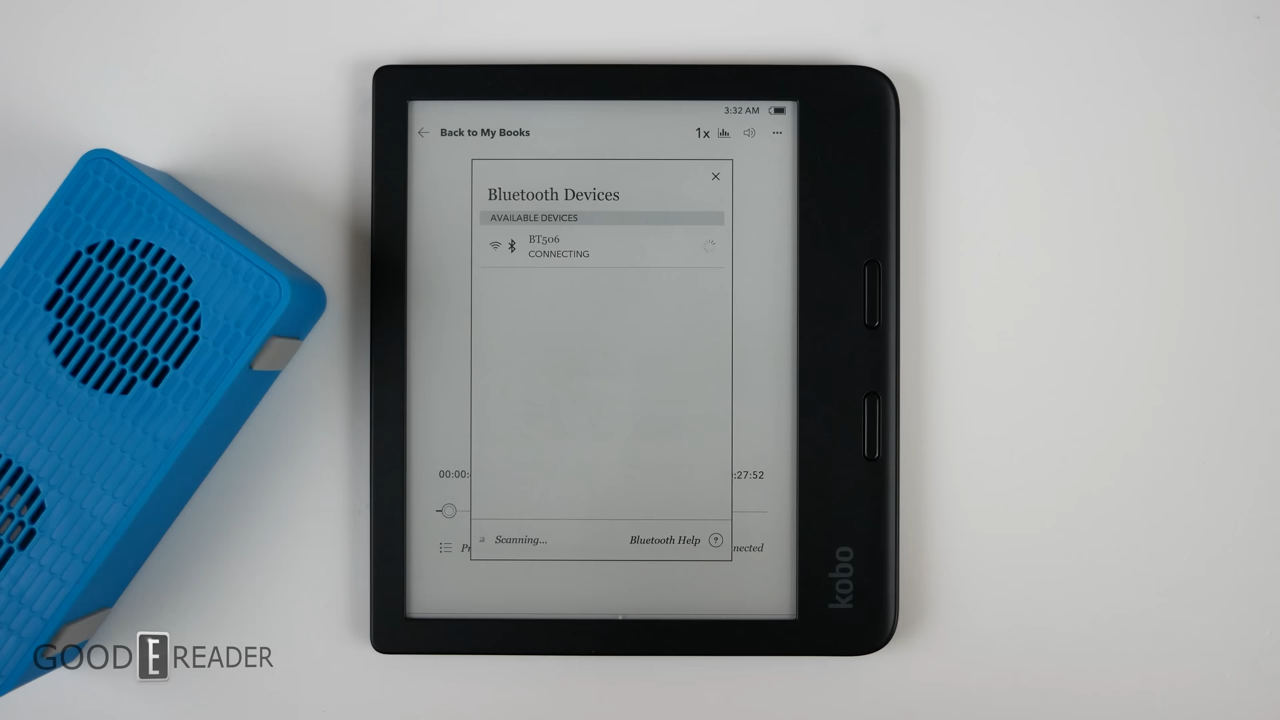 3:32 AM
Back to My Books
1x
Bluetooth Devices
AVAILABLE DEVICES
BT506
CONNECTING
00:00:
:27:52
Scanning...
Bluetooth Help ?
Pr
nected
kobo
GOOD E READER